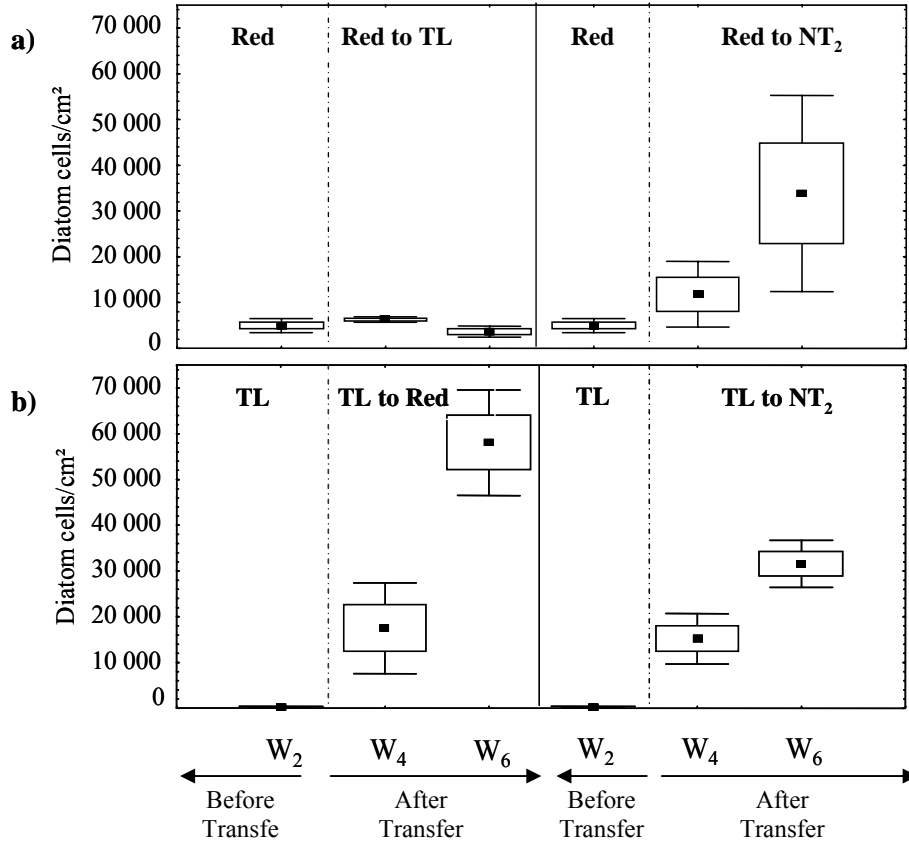 a)
Diatom cells/cm²
70 000
60 000
50 000
40 000
30 000
20 000
10 000
0
Red
Red to TL
Red
Red to NT₂
b)
Diatom cells/cm²
70 000
60 000
50 000
40 000
30 000
20 000
10 000
0
TL
TL to Red
TL
TL to NT₂
W₂ W₄ W₆ W₂ W₄ W₆
Before
Transfe
After
Transfer
Before
Transfer
After
Transfer